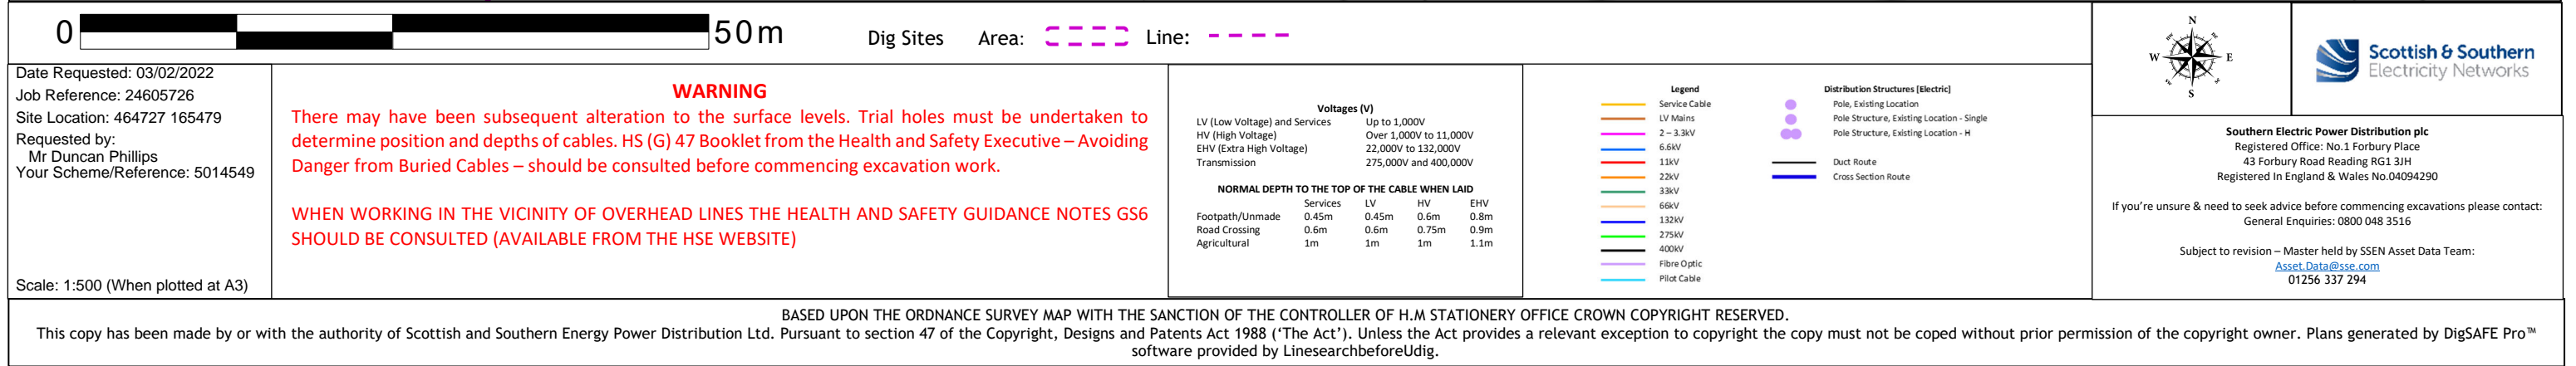 0 50m Dig Sites Area: Line:
Date Requested: 03/02/2022
Job Reference: 24605726
Site Location: 464727 165479
Requested by:
Mr Duncan Phillips
Your Scheme/Reference: 5014549
Scale: 1:500 (When plotted at A3)
WARNING
There may have been subsequent alteration to the surface levels. Trial holes must be undertaken to
determine position and depths of cables. HS (G) 47 Booklet from the Health and Safety Executive – Avoiding
Danger from Buried Cables – should be consulted before commencing excavation work.
WHEN WORKING IN THE VICINITY OF OVERHEAD LINES THE HEALTH AND SAFETY GUIDANCE NOTES GS6
SHOULD BE CONSULTED (AVAILABLE FROM THE HSE WEBSITE)
Voltages (V)
LV (Low Voltage) and Services Up to 1,000V
HV (High Voltage) Over 1,000V to 11,000V
EHV (Extra High Voltage) 22,000V to 132,000V
Transmission 275,000V and 400,000V
NORMAL DEPTH TO THE TOP OF THE CABLE WHEN LAID
Services LV HV EHV
Footpath/Unmade 0.45m 0.45m 0.6m 0.8m
Road Crossing 0.6m 0.6m 0.75m 0.9m
Agricultural 1m 1m 1m 1.1m
Legend
Service Cable
LV Mains
2 – 3.3kV
6.6kV
11kV
22kV
33kV
66kV
132kV
275kV
400kV
Fibre Optic
Pilot Cable
Distribution Structures [Electric]
Pole, Existing Location
Pole Structure, Existing Location - Single
Pole Structure, Existing Location - H
Duct Route
Cross Section Route
N
NW NE
W E
SW SE
S
Scottish & Southern
Electricity Networks
Southern Electric Power Distribution plc
Registered Office: No.1 Forbury Place
43 Forbury Road Reading RG1 3JH
Registered In England & Wales No.04094290
If you're unsure & need to seek advice before commencing excavations please contact:
General Enquiries: 0800 048 3516
Subject to revision – Master held by SSEN Asset Data Team:
Asset.Data@sse.com
01256 337 294
BASED UPON THE ORDNANCE SURVEY MAP WITH THE SANCTION OF THE CONTROLLER OF H.M STATIONERY OFFICE CROWN COPYRIGHT RESERVED.
This copy has been made by or with the authority of Scottish and Southern Energy Power Distribution Ltd. Pursuant to section 47 of the Copyright, Designs and Patents Act 1988 ('The Act'). Unless the Act provides a relevant exception to copyright the copy must not be coped without prior permission of the copyright owner. Plans generated by DigSAFE Pro™
software provided by LinesearchbeforeUdig.